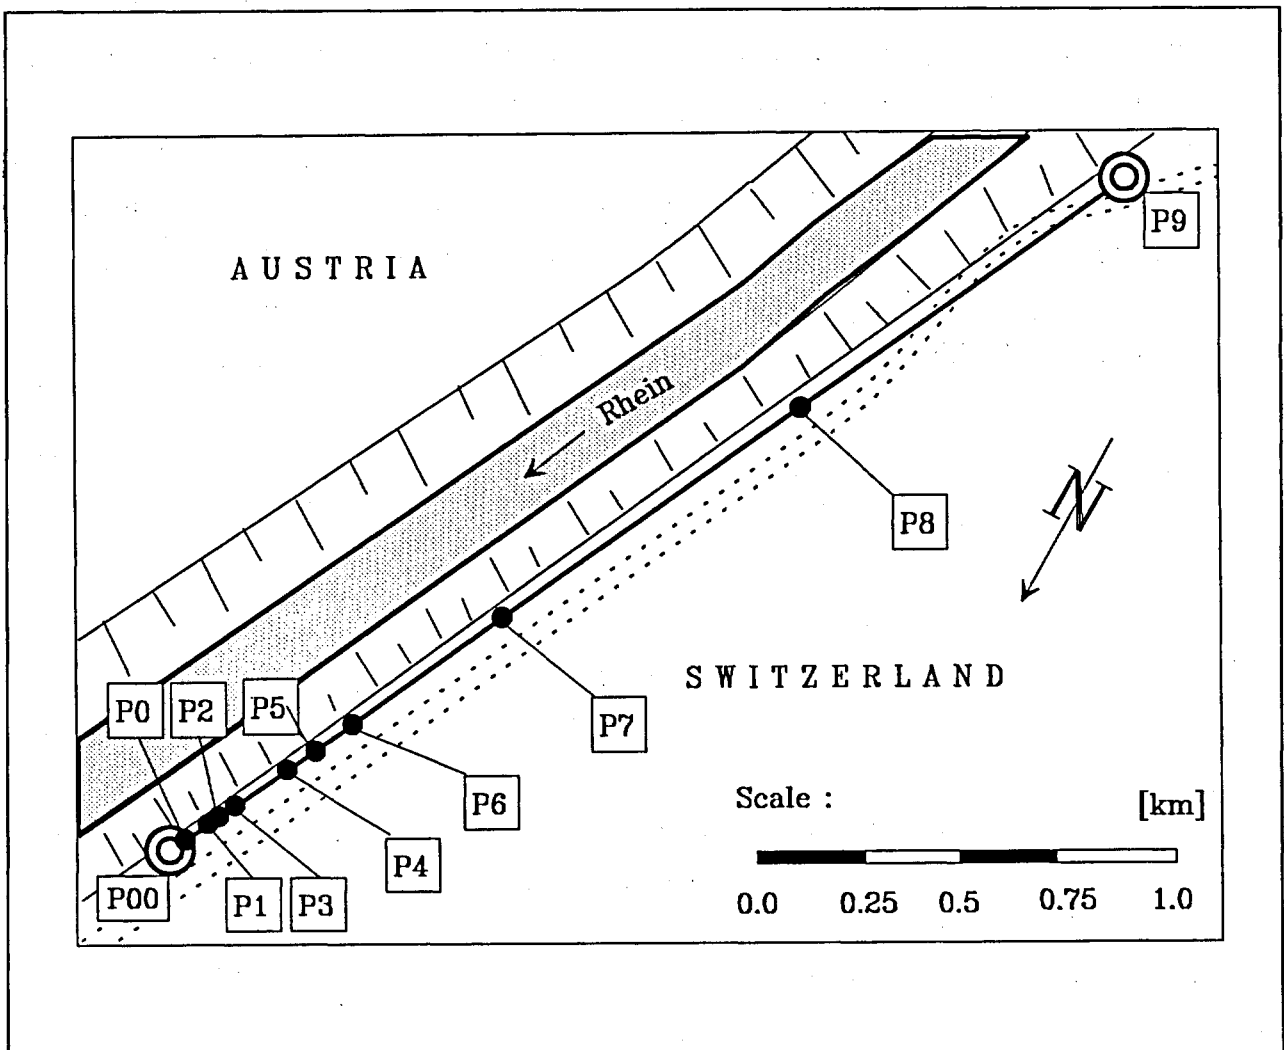 P9
AUSTRIA
Rhein
P8
N
SWITZERLAND
P0
P2
P5
P7
P6
Scale :
[km]
P4
P00
P1
P3
0.0
0.25
0.5
0.75
1.0